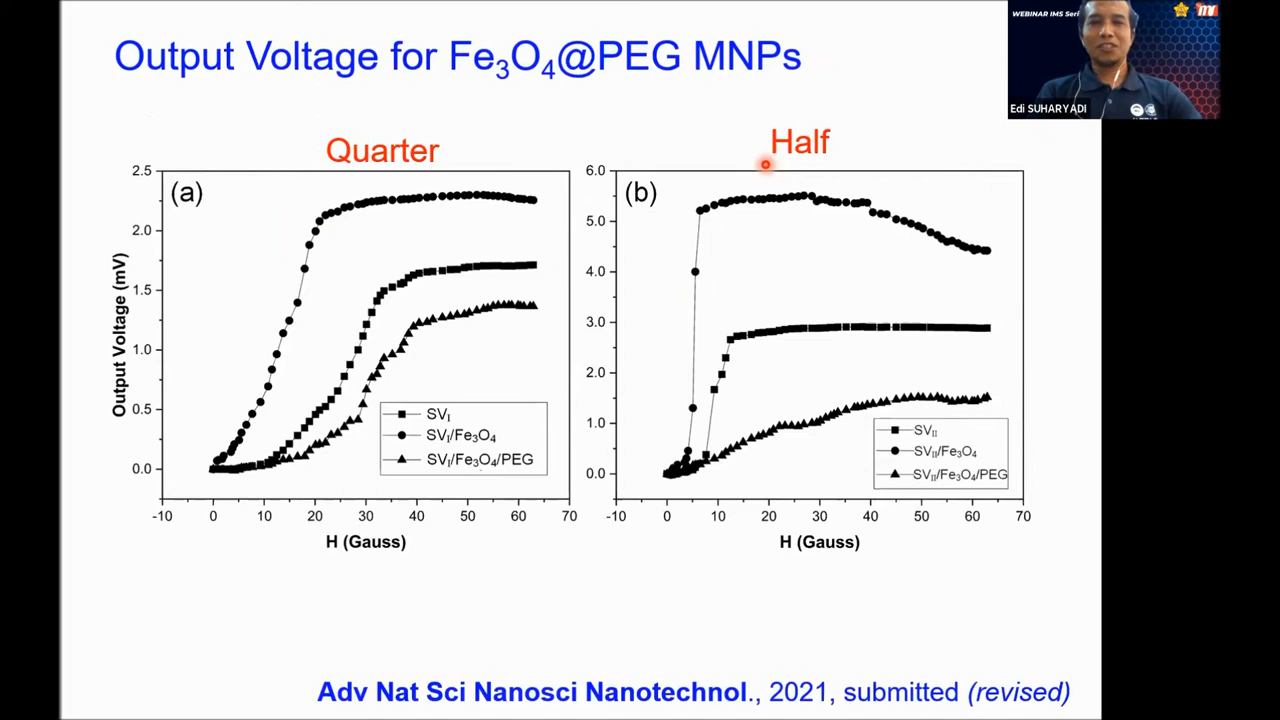 Output Voltage for Fe₃O₄@PEG MNPs
WEBINAR IMS Seri
Edi SUHARYADI
Quarter
(a)
Output Voltage (mV)
2.5
2.0
1.5
1.0
0.5
0.0
SV_I
SV_I/Fe₃O₄
SV_I/Fe₃O₄/PEG
-10 0 10 20 30 40 50 60 70
H (Gauss)
Half
(b)
6.0
5.0
4.0
3.0
2.0
1.0
0.0
SV_II
SV_II/Fe₃O₄
SV_II/Fe₃O₄/PEG
-10 0 10 20 30 40 50 60 70
H (Gauss)
Adv Nat Sci Nanosci Nanotechnol., 2021, submitted (revised)